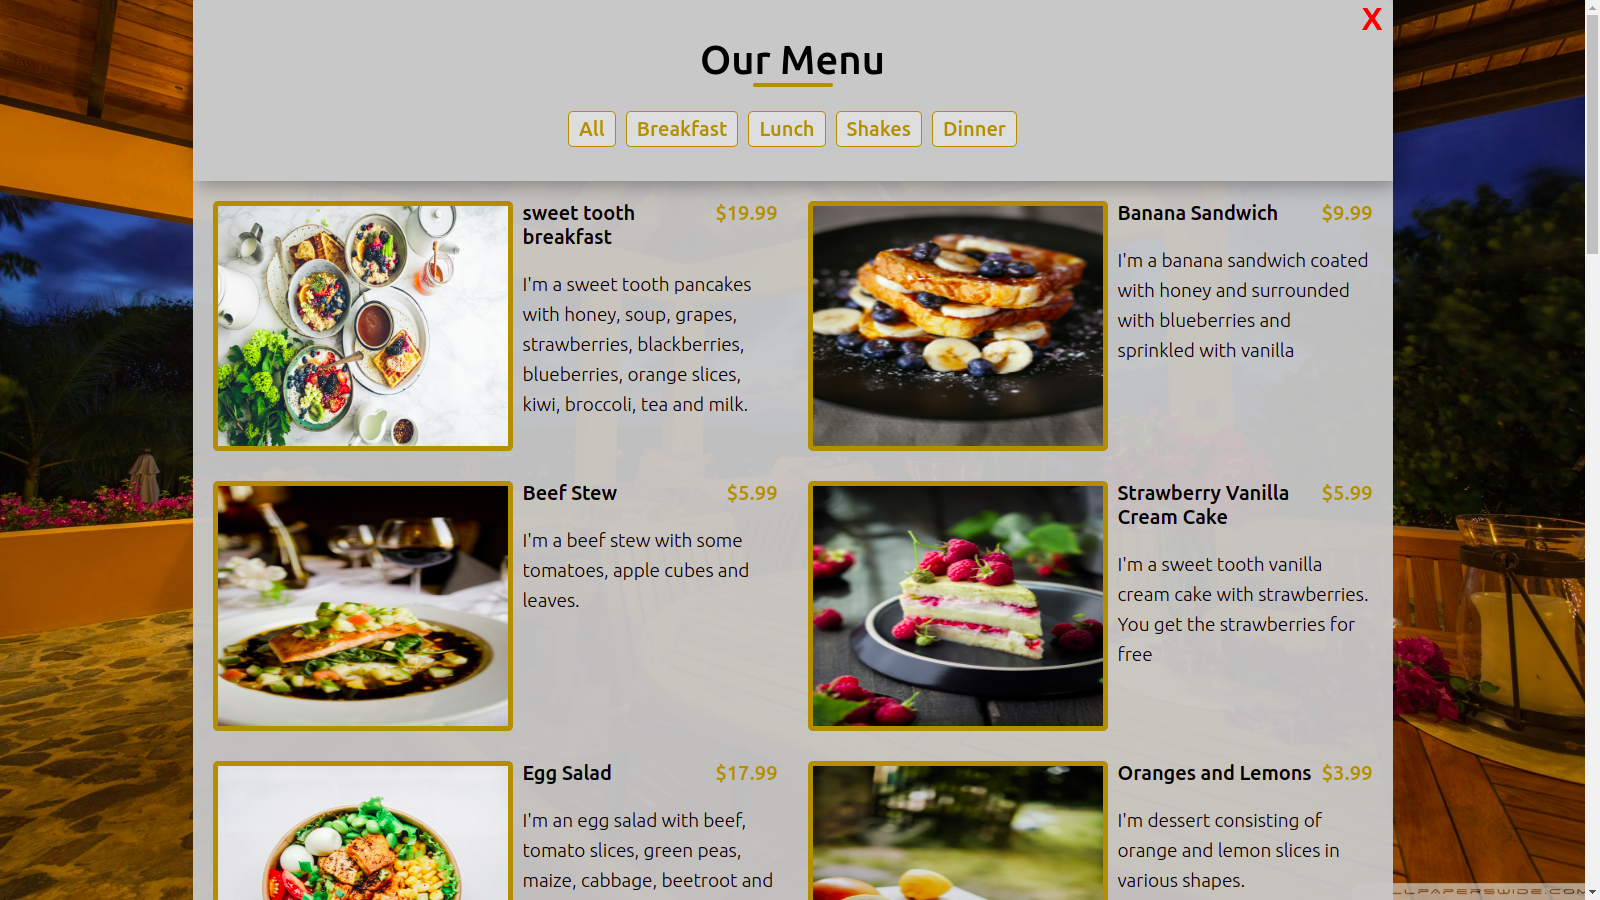 X
Our Menu
All Breakfast Lunch Shakes Dinner
sweet tooth breakfast $19.99
I'm a sweet tooth pancakes
with honey, soup, grapes,
strawberries, blackberries,
blueberries, orange slices,
kiwi, broccoli, tea and milk.
Banana Sandwich $9.99
I'm a banana sandwich coated
with honey and surrounded
with blueberries and
sprinkled with vanilla
Beef Stew $5.99
I'm a beef stew with some
tomatoes, apple cubes and
leaves.
Strawberry Vanilla Cream Cake $5.99
I'm a sweet tooth vanilla
cream cake with strawberries.
You get the strawberries for
free
Egg Salad $17.99
I'm an egg salad with beef,
tomato slices, green peas,
maize, cabbage, beetroot and
Oranges and Lemons $3.99
I'm dessert consisting of
orange and lemon slices in
various shapes.